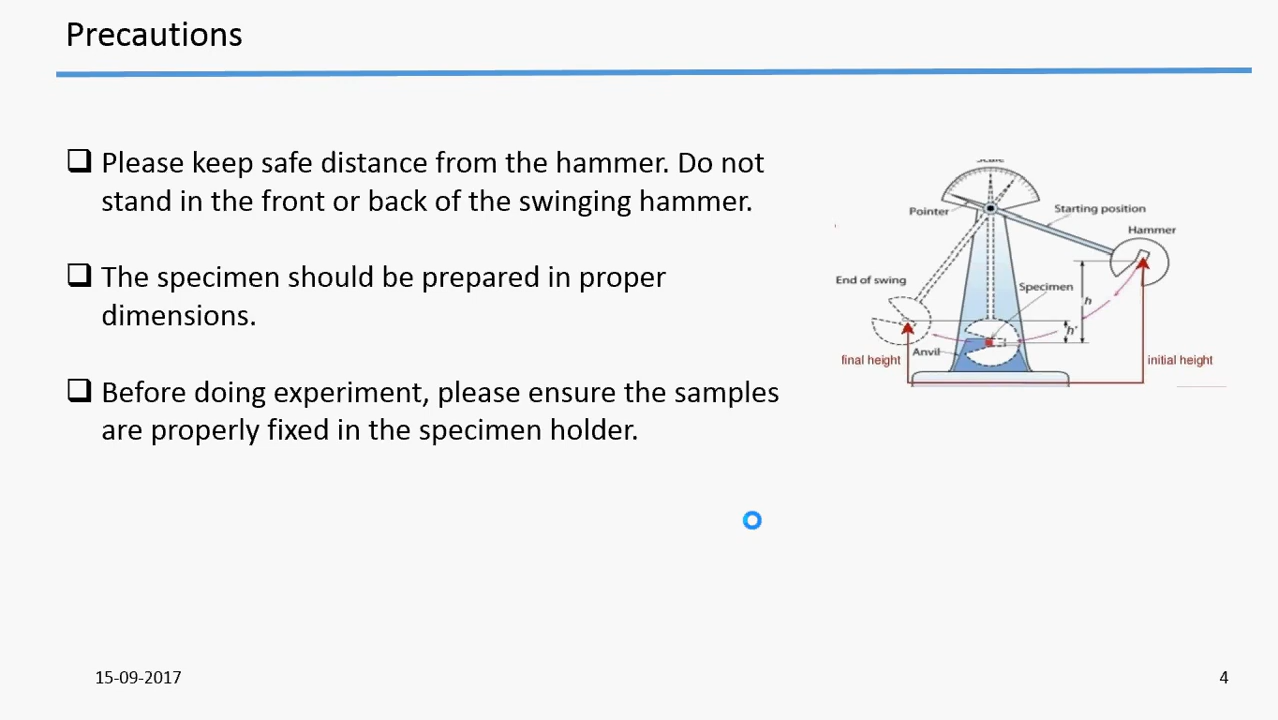 Precautions
Please keep safe distance from the hammer. Do not
stand in the front or back of the swinging hammer.
The specimen should be prepared in proper
dimensions.
Before doing experiment, please ensure the samples
are properly fixed in the specimen holder.
Pointer
Starting position
Hammer
End of swing
Specimen
h
h'
Anvil
final height
initial height
15-09-2017
4